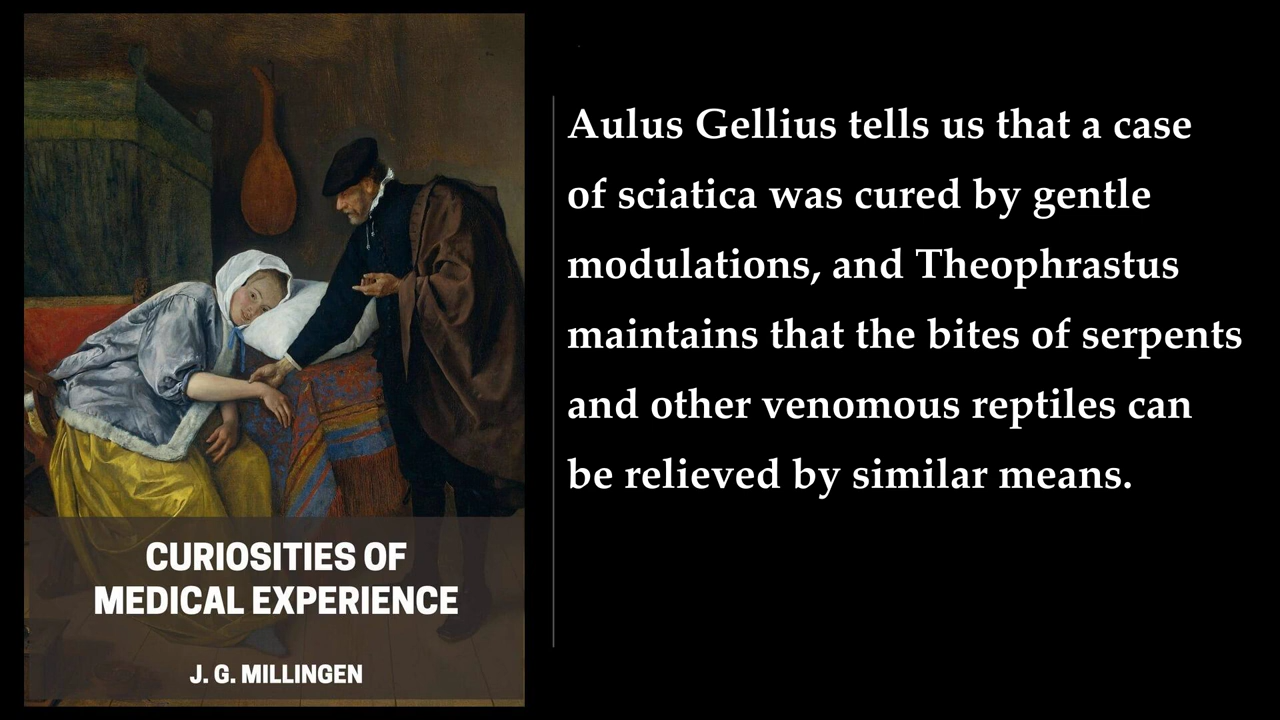 Aulus Gellius tells us that a case
of sciatica was cured by gentle
modulations, and Theophrastus
maintains that the bites of serpents
and other venomous reptiles can
be relieved by similar means.
CURIOSITIES OF
MEDICAL EXPERIENCE
J. G. MILLINGEN